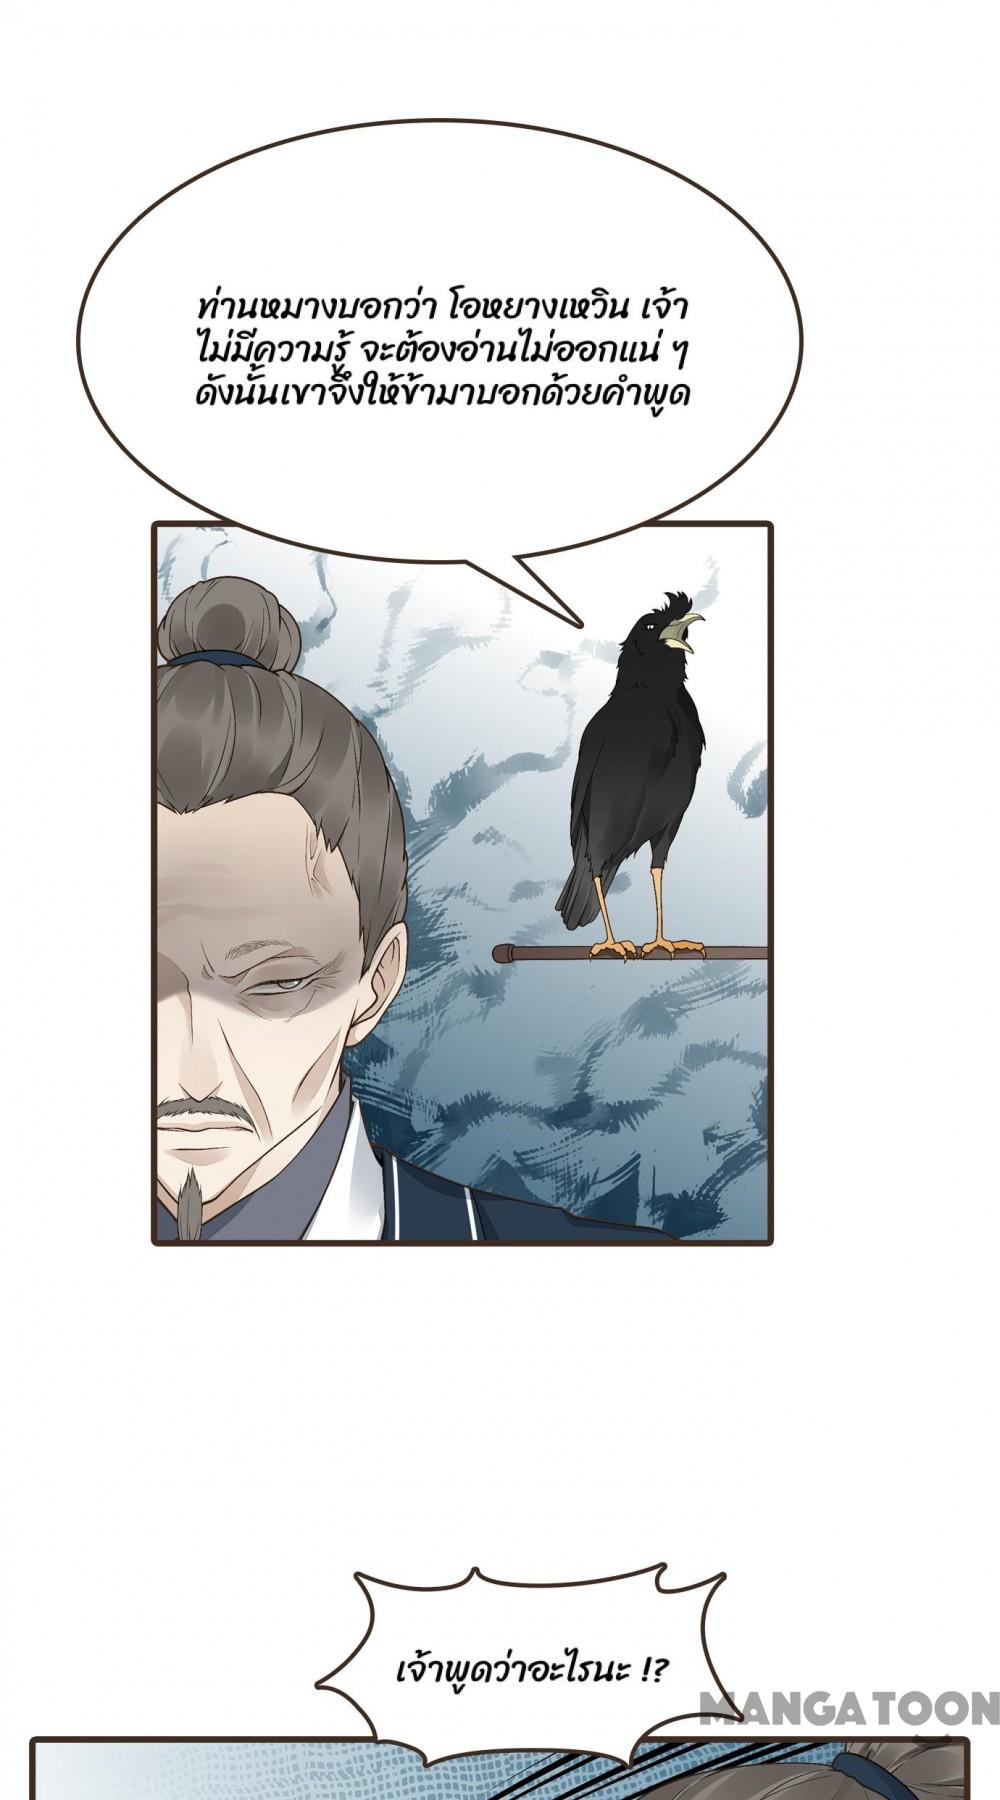 ท่านหมางบอกว่า โอหยางเหวิน เจ้า
ไม่มีความรู้ จะต้องอ่านไม่ออกแน่ ๆ
ดังนั้นเขาจึงให้ข้ามาบอกด้วยคำพูด
เจ้าพูดว่าอะไรนะ !?
MANGATOON